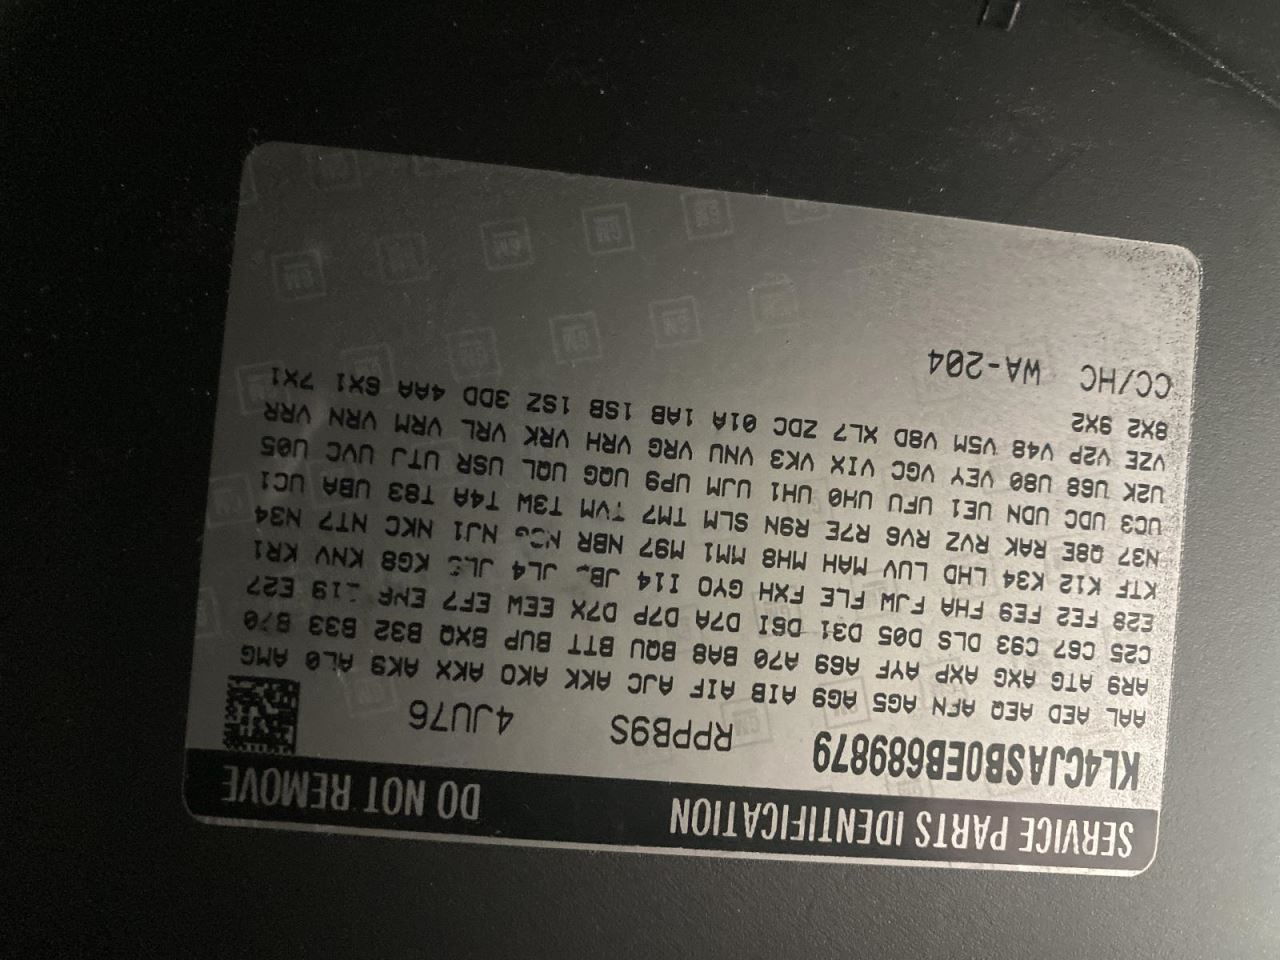 SERVICE PARTS IDENTIFICATION DO NOT REMOVE
KL4CJASB0EB689879 RPPB9S 4JU76
AAL AED AEQ AFN AG5 AG9 AIB AIF AJC AKK AKO AKX AK9 AL0 AMG
AR9 ATG AXG AXP AYF A69 A70 BA8 BQU BTT BUP BXQ B32 B33 B70
C25 C67 C93 DLS D05 D31 D6I D7A D7P D7X EEW EF7 ENE E27
E28 FE2 FE9 FHA FJW FLE FXH GYO I14 JL4 KG8 KNV KR1
KTF K12 K34 LHD LUV MAH MH8 MM1 M97 NBR NJ1 NKC NT7 N34
N37 Q8E RAK RVZ RV6 R7E R9N SLM TM7 TVM T3W T4A T83 UBA UC1
UC3 UDC UDN UE1 UFU UH0 UH1 UJM UP9 UQG UQL USR UTJ UVC U05
U2K U68 U80 VEY VGC VIX VK3 VNU VRG VRH VRK VRL VRM VRN VRR
VZE V2P V48 V5M V8D XL7 ZDC 01A 1AB 1SB 1SZ 3DD 4AA 6X1 7X1
8X2 9X2
CC/HC WA-204
GM